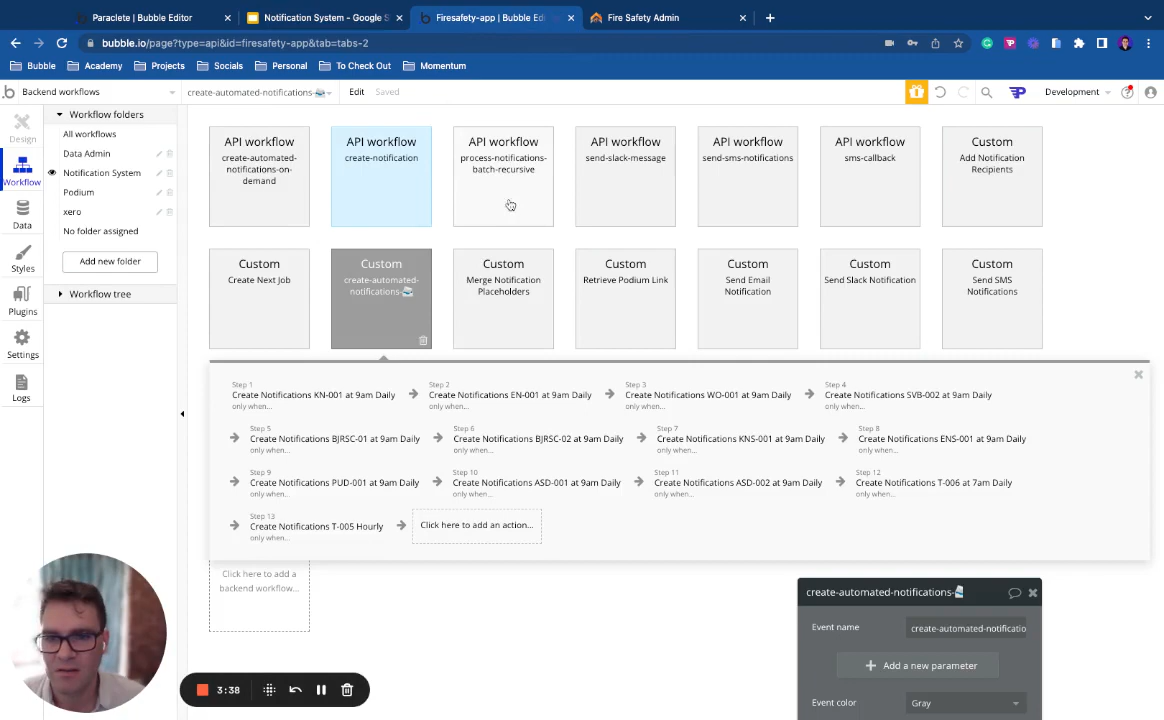 Paraclete | Bubble Editor
Notification System - Google S
Firesafety-app | Bubble Edi
Fire Safety Admin
bubble.io/page?type=api&id=firesafety-app&tab=tabs-2
Bubble
Academy
Projects
Socials
Personal
To Check Out
Momentum
Backend workflows
create-automated-notifications-
Edit
Saved
Development
Design
Workflow
Data
Styles
Plugins
Settings
Logs
Workflow folders
All workflows
Data Admin
Notification System
Podium
xero
No folder assigned
Add new folder
Workflow tree
API workflow
create-automated-
notifications-on-
demand
API workflow
create-notification
API workflow
process-notifications-
batch-recursive
API workflow
send-slack-message
API workflow
send-sms-notifications
API workflow
sms-callback
Custom
Add Notification
Recipients
Custom
Create Next Job
Custom
create-automated-
notifications-
Custom
Merge Notification
Placeholders
Custom
Retrieve Podium Link
Custom
Send Email
Notification
Custom
Send Slack Notification
Custom
Send SMS
Notifications
Step 1
Create Notifications KN-001 at 9am Daily
only when...
Step 2
Create Notifications EN-001 at 9am Daily
only when...
Step 3
Create Notifications WO-001 at 9am Daily
only when...
Step 4
Create Notifications SVB-002 at 9am Daily
only when...
Step 5
Create Notifications BJRSC-01 at 9am Daily
only when...
Step 6
Create Notifications BJRSC-02 at 9am Daily
only when...
Step 7
Create Notifications KNS-001 at 9am Daily
only when...
Step 8
Create Notifications ENS-001 at 9am Daily
only when...
Step 9
Create Notifications PUD-001 at 9am Daily
only when...
Step 10
Create Notifications ASD-001 at 9am Daily
only when...
Step 11
Create Notifications ASD-002 at 9am Daily
only when...
Step 12
Create Notifications T-006 at 7am Daily
only when...
Step 13
Create Notifications T-005 Hourly
only when...
Click here to add an action...
Click here to add a
backend workflow...
create-automated-notifications-
Event name
create-automated-notificatio
Add a new parameter
Event color
Gray
3:38